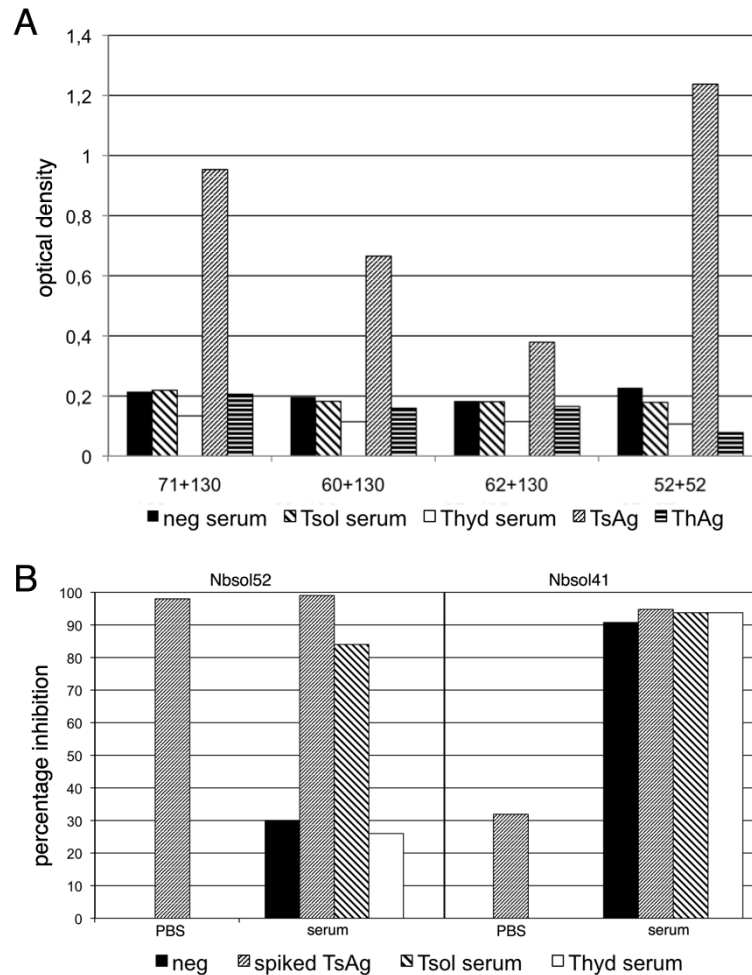 A
1,4
1,2
1
0,8
0,6
0,4
0,2
0
optical density
71+130 60+130 62+130 52+52
neg serum Tsol serum Thyd serum TsAg ThAg
B
Nbsol52 Nbsol41
100
90
80
70
60
50
40
30
20
10
0
percentage inhibition
PBS serum PBS serum
neg spiked TsAg Tsol serum Thyd serum